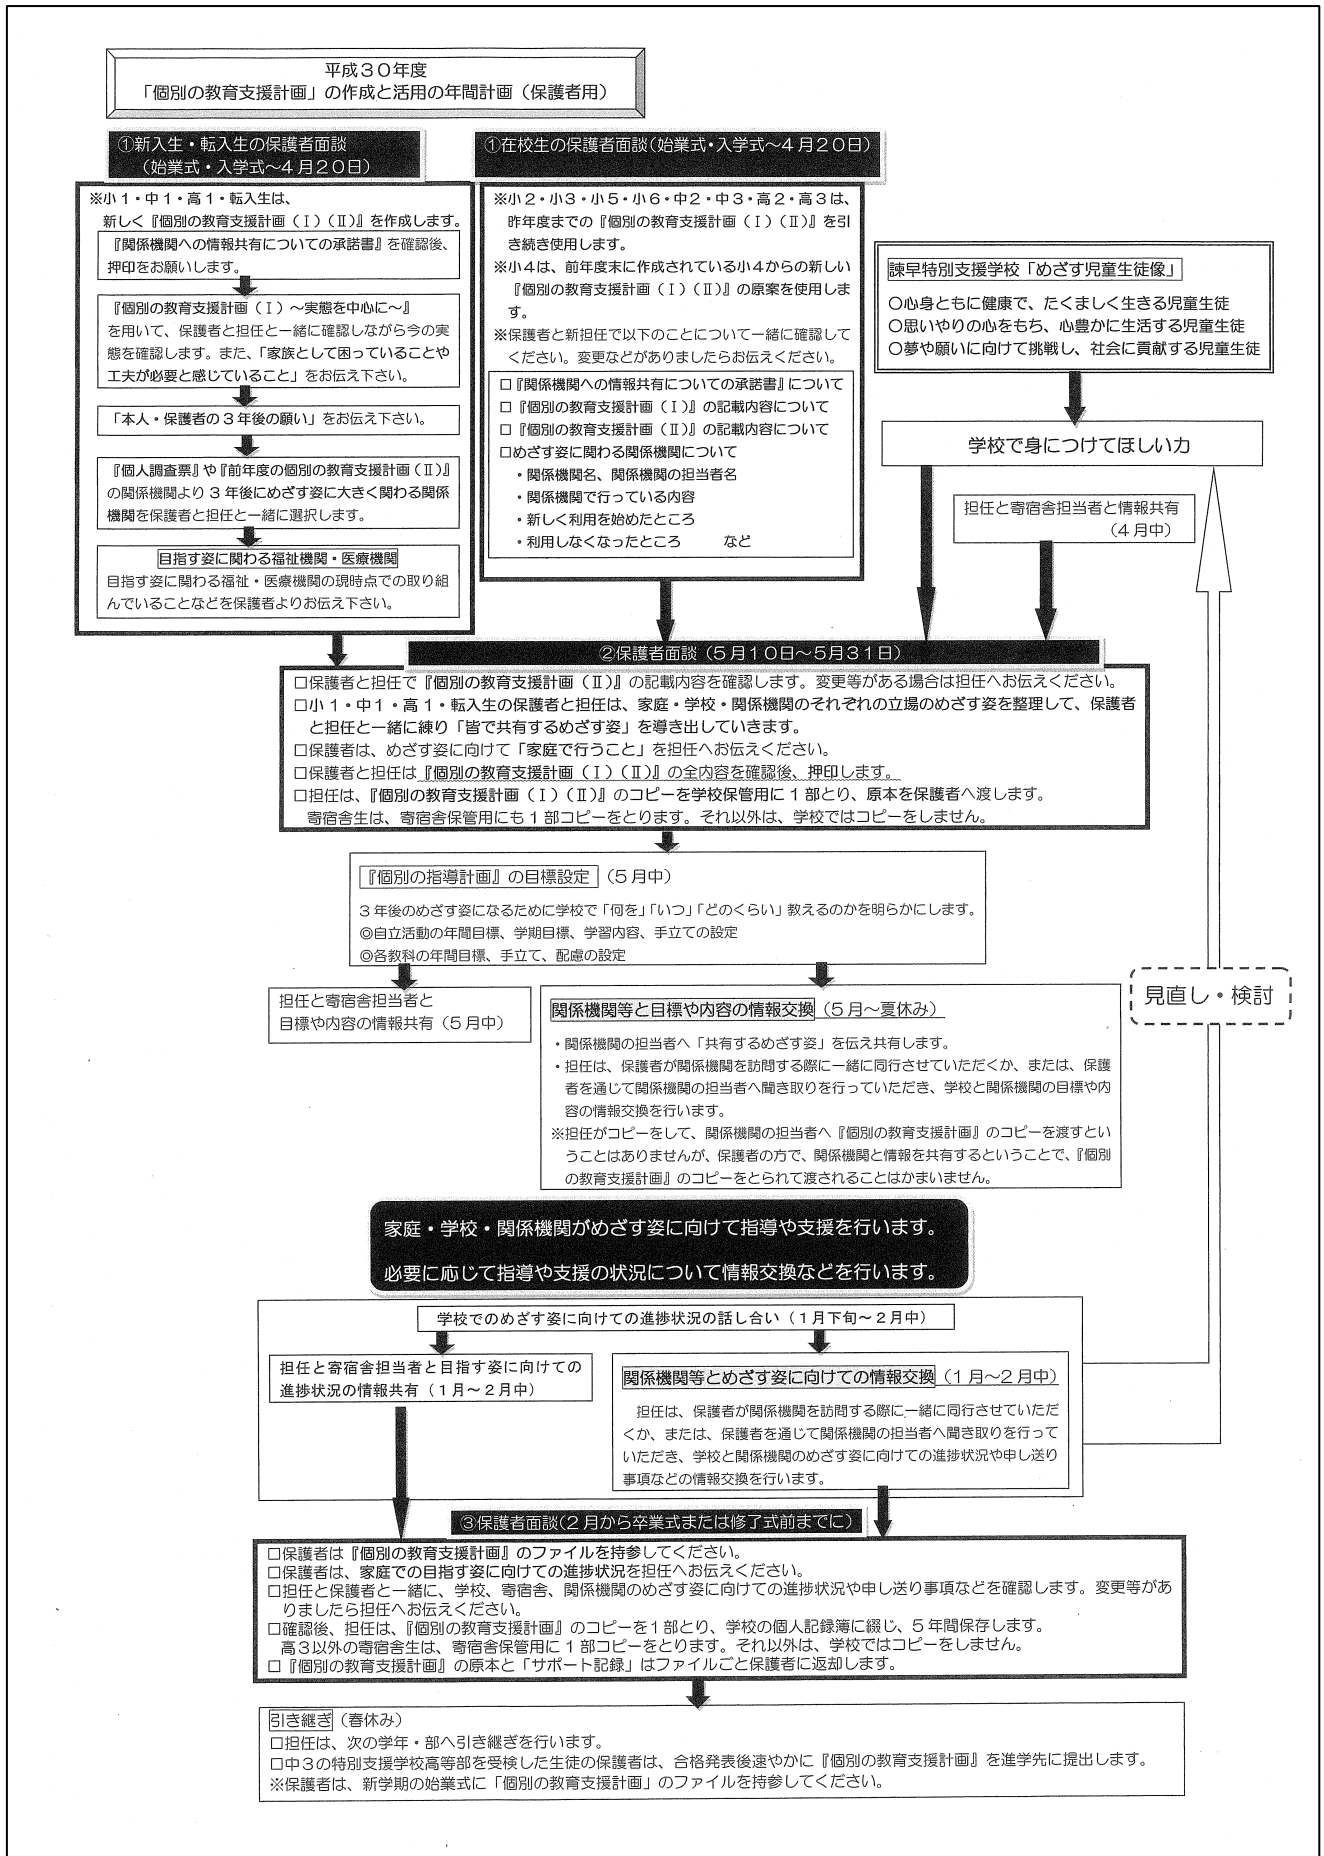 平成３０年度
「個別の教育支援計画」の作成と活用の年間計画（保護者用）
①新入生・転入生の保護者面談
（始業式・入学式～４月２０日）
※小１・中１・高１・転入生は、
新しく『個別の教育支援計画（Ⅰ）（Ⅱ）』を作成します。
『関係機関への情報共有についての承諾書』を確認後、
押印をお願いします。
『個別の教育支援計画（Ⅰ）～実態を中心に～』
を用いて、保護者と担任と一緒に確認しながら今の実
態を確認します。また、「家族として困っていることや
工夫が必要と感じていること」をお伝え下さい。
「本人・保護者の３年後の願い」をお伝え下さい。
『個人調査票』や『前年度の個別の教育支援計画（Ⅱ）』
の関係機関より３年後にめざす姿に大きく関わる関係
機関を保護者と担任と一緒に選択します。
目指す姿に関わる福祉機関・医療機関
目指す姿に関わる福祉・医療機関の現時点での取り組
んでいることなどを保護者よりお伝え下さい。
①在校生の保護者面談（始業式・入学式～４月２０日）
※小２・小３・小５・小６・中２・中３・高２・高３は、
昨年度までの『個別の教育支援計画（Ⅰ）（Ⅱ）』を引
き続き使用します。
※小４は、前年度末に作成されている小４からの新しい
『個別の教育支援計画（Ⅰ）（Ⅱ）』の原案を使用しま
す。
※保護者と新担任で以下のことについて一緒に確認して
ください。変更などがありましたらお伝えください。
□『関係機関への情報共有についての承諾書』について
□『個別の教育支援計画（Ⅰ）』の記載内容について
□『個別の教育支援計画（Ⅱ）』の記載内容について
□めざす姿に関わる関係機関について
・関係機関名、関係機関の担当者名
・関係機関で行っている内容
・新しく利用を始めたところ
・利用しなくなったところ　　など
諫早特別支援学校「めざす児童生徒像」
○心身ともに健康で、たくましく生きる児童生徒
○思いやりの心をもち、心豊かに生活する児童生徒
○夢や願いに向けて挑戦し、社会に貢献する児童生徒
学校で身につけてほしい力
担任と寄宿舎担当者と情報共有
（４月中）
②保護者面談（５月１０日～５月３１日）
□保護者と担任で『個別の教育支援計画（Ⅱ）』の記載内容を確認します。変更等がある場合は担任へお伝えください。
□小１・中１・高１・転入生の保護者と担任は、家庭・学校・関係機関のそれぞれの立場のめざす姿を整理して、保護者
と担任と一緒に練り「皆で共有するめざす姿」を導き出していきます。
□保護者は、めざす姿に向けて「家庭で行うこと」を担任へお伝えください。
□保護者と担任は『個別の教育支援計画（Ⅰ）（Ⅱ）』の全内容を確認後、押印します。
□担任は、『個別の教育支援計画（Ⅰ）（Ⅱ）』のコピーを学校保管用に１部とり、原本を保護者へ渡します。
寄宿舎生は、寄宿舎保管用にも１部コピーをとります。それ以外は、学校ではコピーをしません。
『個別の指導計画』の目標設定（５月中）
３年後のめざす姿になるために学校で「何を」「いつ」「どのくらい」教えるのかを明らかにします。
◎自立活動の年間目標、学期目標、学習内容、手立ての設定
◎各教科の年間目標、手立て、配慮の設定
担任と寄宿舎担当者と
目標や内容の情報共有（５月中）
関係機関等と目標や内容の情報交換（５月～夏休み）
・関係機関の担当者へ「共有するめざす姿」を伝え共有します。
・担任は、保護者が関係機関を訪問する際に一緒に同行させていただくか、または、保護
者を通じて関係機関の担当者へ聞き取りを行っていただき、学校と関係機関の目標や内
容の情報交換を行います。
※担任がコピーをして、関係機関の担当者へ『個別の教育支援計画』のコピーを渡すとい
うことはありませんが、保護者の方で、関係機関と情報を共有するということで、『個別
の教育支援計画』のコピーをとられて渡されることはかまいません。
見直し・検討
家庭・学校・関係機関がめざす姿に向けて指導や支援を行います。
必要に応じて指導や支援の状況について情報交換などを行います。
学校でのめざす姿に向けての進捗状況の話し合い（１月下旬～２月中）
担任と寄宿舎担当者と目指す姿に向けての
進捗状況の情報共有（１月～２月中）
関係機関等とめざす姿に向けての情報交換（１月～２月中）
担任は、保護者が関係機関を訪問する際に一緒に同行させていただ
くか、または、保護者を通じて関係機関の担当者へ聞き取りを行って
いただき、学校と関係機関のめざす姿に向けての進捗状況や申し送り
事項などの情報交換を行います。
③保護者面談（２月から卒業式または修了式前までに）
□保護者は『個別の教育支援計画』のファイルを持参してください。
□保護者は、家庭での目指す姿に向けての進捗状況を担任へお伝えください。
□担任と保護者と一緒に、学校、寄宿舎、関係機関のめざす姿に向けての進捗状況や申し送り事項などを確認します。変更等があ
りましたら担任へお伝えください。
□確認後、担任は、『個別の教育支援計画』のコピーを１部とり、学校の個人記録簿に綴じ、５年間保存します。
高３以外の寄宿舎生は、寄宿舎保管用に１部コピーをとります。それ以外は、学校ではコピーをしません。
□『個別の教育支援計画』の原本と「サポート記録」はファイルごと保護者に返却します。
引き継ぎ（春休み）
□担任は、次の学年・部へ引き継ぎを行います。
□中３の特別支援学校高等部を受検した生徒の保護者は、合格発表後速やかに『個別の教育支援計画』を進学先に提出します。
※保護者は、新学期の始業式に「個別の教育支援計画」のファイルを持参してください。